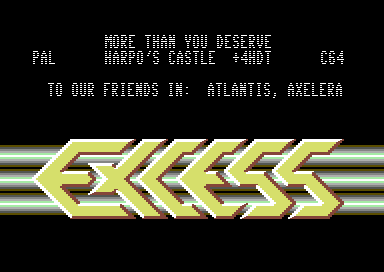 MORE THAN YOU DESERVE
PAL HARPO'S CASTLE +4HDT C64
TO OUR FRIENDS IN: ATLANTIS, AXELERA
EXCESS